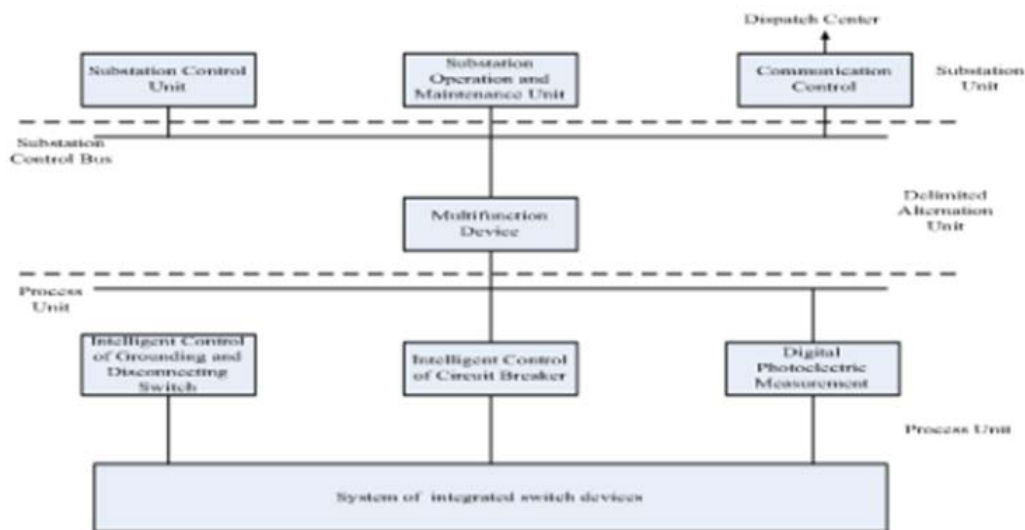 Dispatch Center
Substation Control
Unit
Substation
Operation and
Maintenance Unit
Communication
Control
Substation
Unit
Substation
Control Bus
Multifunction
Device
Delimited
Alternation
Unit
Process
Unit
Intelligent Control
of Grounding and
Disconnecting
Switch
Intelligent Control
of Circuit Breaker
Digital
Photoelectric
Measurement
Process Unit
System of integrated switch devices